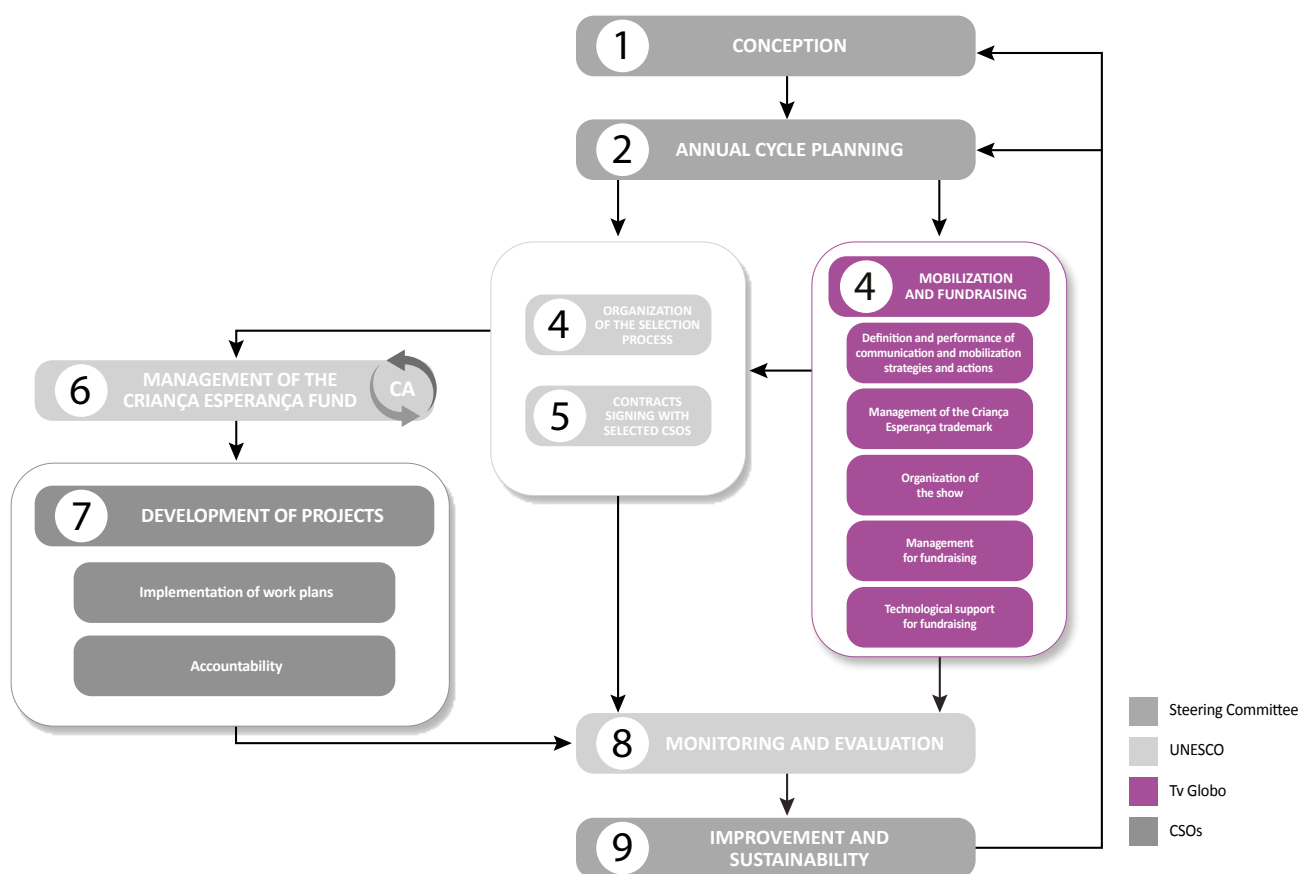 1
CONCEPTION
2
ANNUAL CYCLE PLANNING
4
ORGANIZATION
OF THE SELECTION
PROCESS
5
CONTRACTS
SIGNING WITH
SELECTED CSOS
4
MOBILIZATION
AND FUNDRAISING
Definition and performance of
communication and mobilization
strategies and actions
Management of the Criança
Esperança trademark
Organization of
the show
Management
for fundraising
Technological support
for fundraising
6
MANAGEMENT OF THE
CRIANÇA ESPERANÇA FUND
CA
7
DEVELOPMENT OF PROJECTS
Implementation of work plans
Accountability
8
MONITORING AND EVALUATION
9
IMPROVEMENT AND
SUSTAINABILITY
Steering Committee
UNESCO
Tv Globo
CSOs